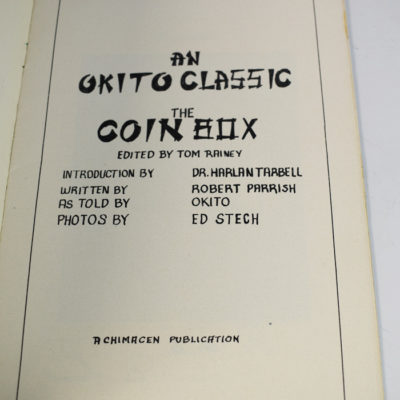 AN
OKITO CLASSIC
THE
COIN BOX
EDITED BY TOM RAINEY
INTRODUCTION BY DR. HARLAN TARBELL
WRITTEN BY ROBERT PARRISH
AS TOLD BY OKITO
PHOTOS BY ED STECH
A CHIMAGEN PUBLICATION